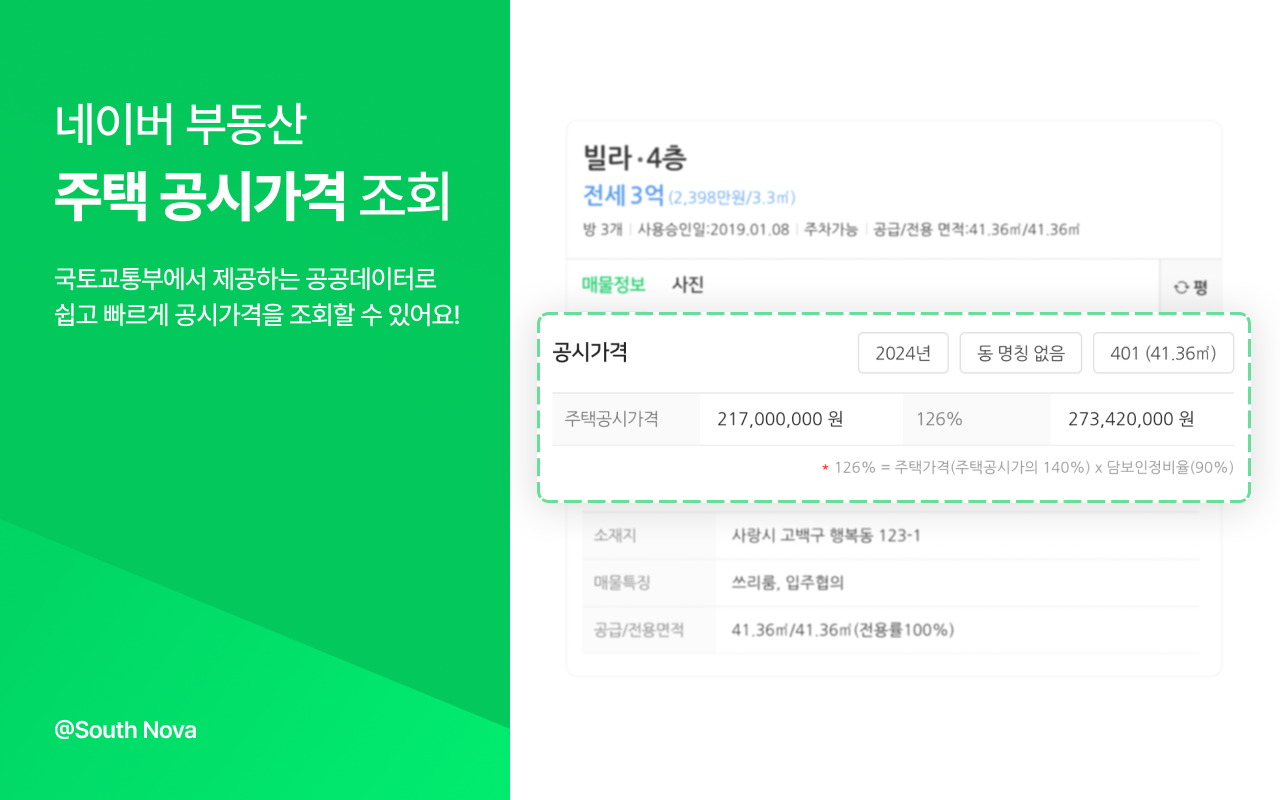 네이버 부동산
주택 공시가격 조회
국토교통부에서 제공하는 공공데이터로
쉽고 빠르게 공시가격을 조회할 수 있어요!
@South Nova
빌라·4층
전세 3억 (2,398만원/3.3㎡)
방 3개 | 사용승인일:2019.01.08 | 주차가능 | 공급/전용 면적:41.36㎡/41.36㎡
매물정보 사진 평
공시가격 2024년 동 명칭 없음 401 (41.36㎡)
주택공시가격 217,000,000 원 126% 273,420,000 원
* 126% = 주택가격(주택공시가의 140%) x 담보인정비율(90%)
소재지 사랑시 고백구 행복동 123-1
매물특징 쓰리룸, 입주협의
공급/전용면적 41.36㎡/41.36㎡(전용률100%)